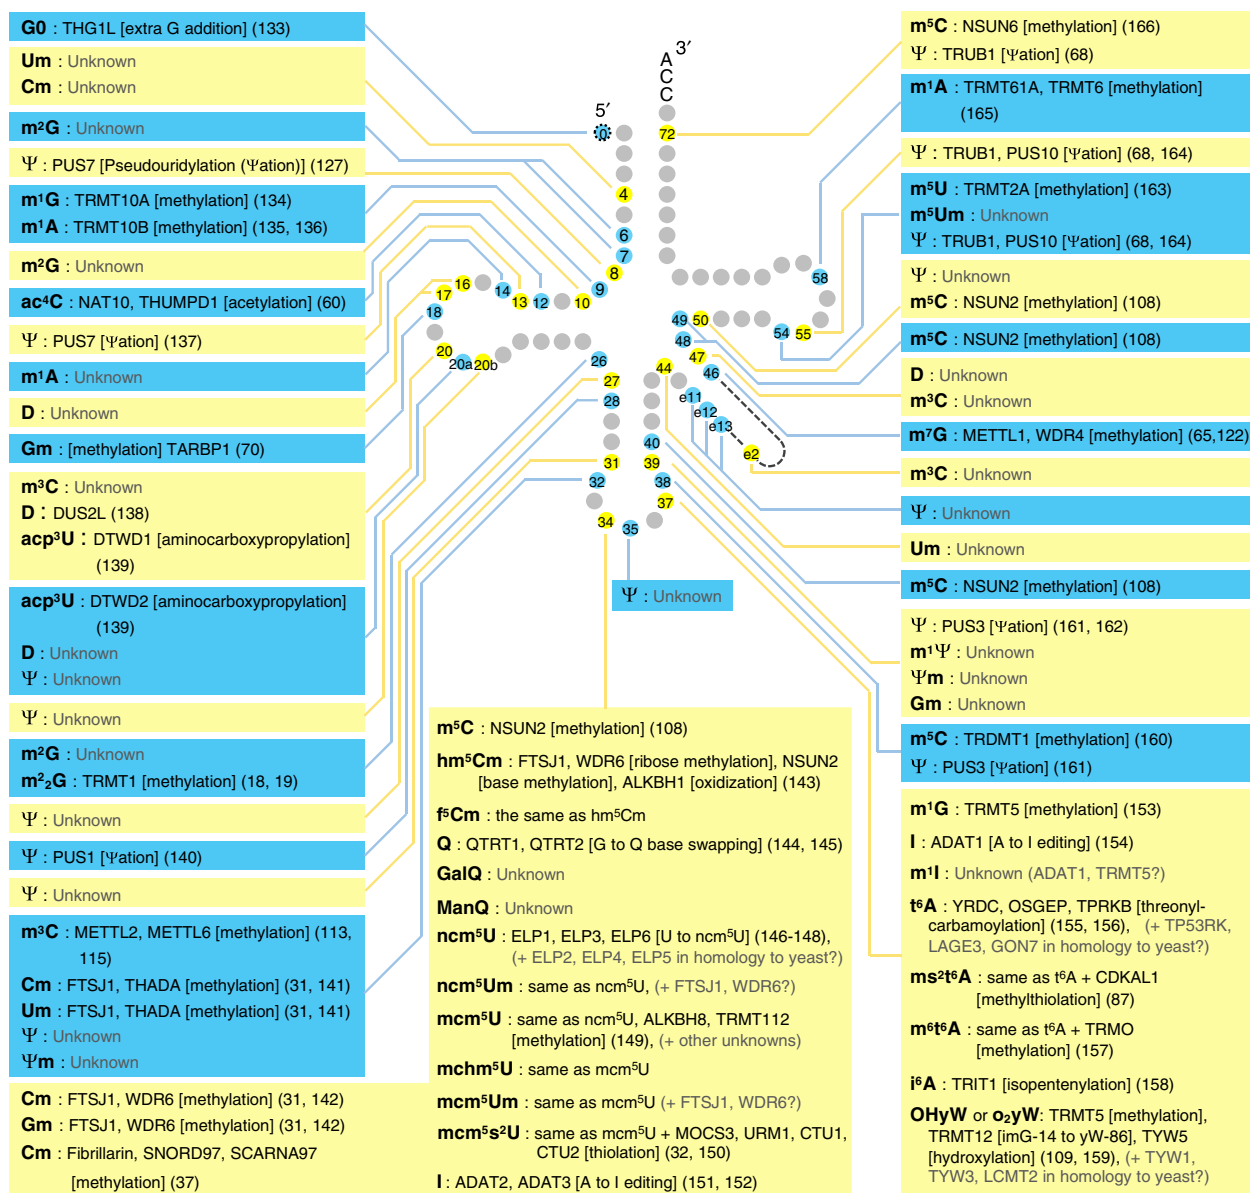 G0 : THG1L [extra G addition] (133)
Um : Unknown
Cm : Unknown
m²G : Unknown
Ψ : PUS7 [Pseudouridylation (Ψation)] (127)
m¹G : TRMT10A [methylation] (134)
m¹A : TRMT10B [methylation] (135, 136)
m²G : Unknown
ac⁴C : NAT10, THUMPD1 [acetylation] (60)
Ψ : PUS7 [Ψation] (137)
m¹A : Unknown
D : Unknown
Gm : [methylation] TARBP1 (70)
m³C : Unknown
D : DUS2L (138)
acp³U : DTWD1 [aminocarboxypropylation]
(139)
acp³U : DTWD2 [aminocarboxypropylation]
(139)
D : Unknown
Ψ : Unknown
Ψ : Unknown
m²G : Unknown
m²₂G : TRMT1 [methylation] (18, 19)
Ψ : Unknown
Ψ : PUS1 [Ψation] (140)
Ψ : Unknown
m³C : METTL2, METTL6 [methylation] (113,
115)
Cm : FTSJ1, THADA [methylation] (31, 141)
Um : FTSJ1, THADA [methylation] (31, 141)
Ψ : Unknown
Ψm : Unknown
Cm : FTSJ1, WDR6 [methylation] (31, 142)
Gm : FTSJ1, WDR6 [methylation] (31, 142)
Cm : Fibrillarin, SNORD97, SCARNA97
[methylation] (37)
3′
A
C
C
5′
0
72
4
6
7
8
9
10
12
13
14
16
17
18
20
20a
20b
26
27
28
31
32
34
35
37
38
39
40
44
e11
e12
e13
e2
46
47
48
49
50
54
55
58
Ψ : Unknown
m⁵C : NSUN2 [methylation] (108)
hm⁵Cm : FTSJ1, WDR6 [ribose methylation], NSUN2
[base methylation], ALKBH1 [oxidization] (143)
f⁵Cm : the same as hm⁵Cm
Q : QTRT1, QTRT2 [G to Q base swapping] (144, 145)
GalQ : Unknown
ManQ : Unknown
ncm⁵U : ELP1, ELP3, ELP6 [U to ncm⁵U] (146-148),
(+ ELP2, ELP4, ELP5 in homology to yeast?)
ncm⁵Um : same as ncm⁵U, (+ FTSJ1, WDR6?)
mcm⁵U : same as ncm⁵U, ALKBH8, TRMT112
[methylation] (149), (+ other unknowns)
mchm⁵U : same as mcm⁵U
mcm⁵Um : same as mcm⁵U (+ FTSJ1, WDR6?)
mcm⁵s²U : same as mcm⁵U + MOCS3, URM1, CTU1,
CTU2 [thiolation] (32, 150)
I : ADAT2, ADAT3 [A to I editing] (151, 152)
m⁵C : NSUN6 [methylation] (166)
Ψ : TRUB1 [Ψation] (68)
m¹A : TRMT61A, TRMT6 [methylation]
(165)
Ψ : TRUB1, PUS10 [Ψation] (68, 164)
m⁵U : TRMT2A [methylation] (163)
m⁵Um : Unknown
Ψ : TRUB1, PUS10 [Ψation] (68, 164)
Ψ : Unknown
m⁵C : NSUN2 [methylation] (108)
m⁵C : NSUN2 [methylation] (108)
D : Unknown
m³C : Unknown
m⁷G : METTL1, WDR4 [methylation] (65,122)
m³C : Unknown
Ψ : Unknown
Um : Unknown
m⁵C : NSUN2 [methylation] (108)
Ψ : PUS3 [Ψation] (161, 162)
m¹Ψ : Unknown
Ψm : Unknown
Gm : Unknown
m⁵C : TRDMT1 [methylation] (160)
Ψ : PUS3 [Ψation] (161)
m¹G : TRMT5 [methylation] (153)
I : ADAT1 [A to I editing] (154)
m¹I : Unknown (ADAT1, TRMT5?)
t⁶A : YRDC, OSGEP, TPRKB [threonyl-
carbamoylation] (155, 156), (+ TP53RK,
LAGE3, GON7 in homology to yeast?)
ms²t⁶A : same as t⁶A + CDKAL1
[methylthiolation] (87)
m⁶t⁶A : same as t⁶A + TRMO
[methylation] (157)
i⁶A : TRIT1 [isopentenylation] (158)
OHyW or o₂yW: TRMT5 [methylation],
TRMT12 [imG-14 to yW-86], TYW5
[hydroxylation] (109, 159), (+ TYW1,
TYW3, LCMT2 in homology to yeast?)